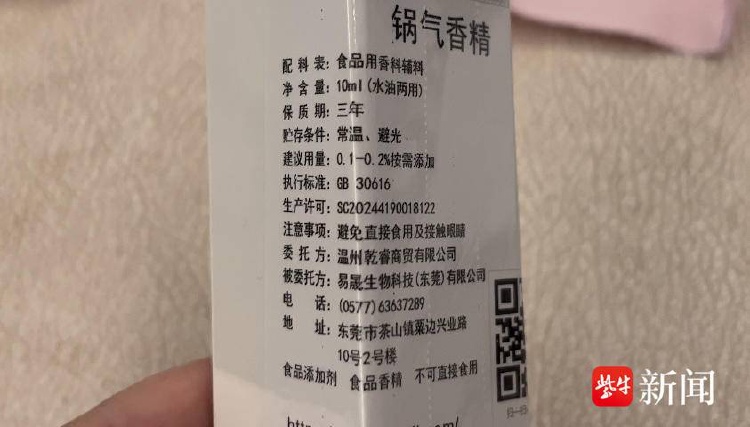 锅气香精
配料表：食品用香料辅料
净含量：10ml(水油两用)
保质期：三年
贮存条件：常温、避光
建议用量：0.1-0.2%按需添加
执行标准：GB 30616
生产许可：SC20244190018122
注意事项：避免直接食用及接触眼睛
委托方：温州乾睿商贸有限公司
被委托方：易晟生物科技(东莞)有限公司
电话：(0577)63637289
地址：东莞市茶山镇粟边兴业路
10号2号楼
食品添加剂 食品香精 不可直接食用
紫牛新闻